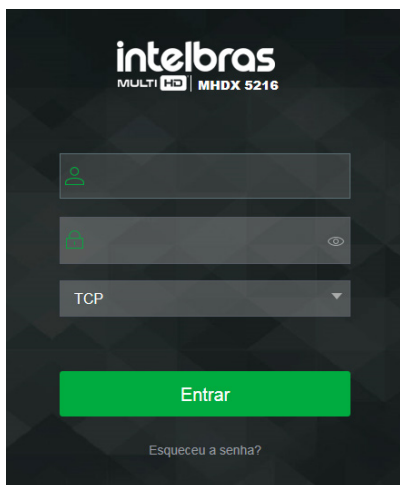 intelbras
MULTI HD | MHDX 5216
TCP
Entrar
Esqueceu a senha?